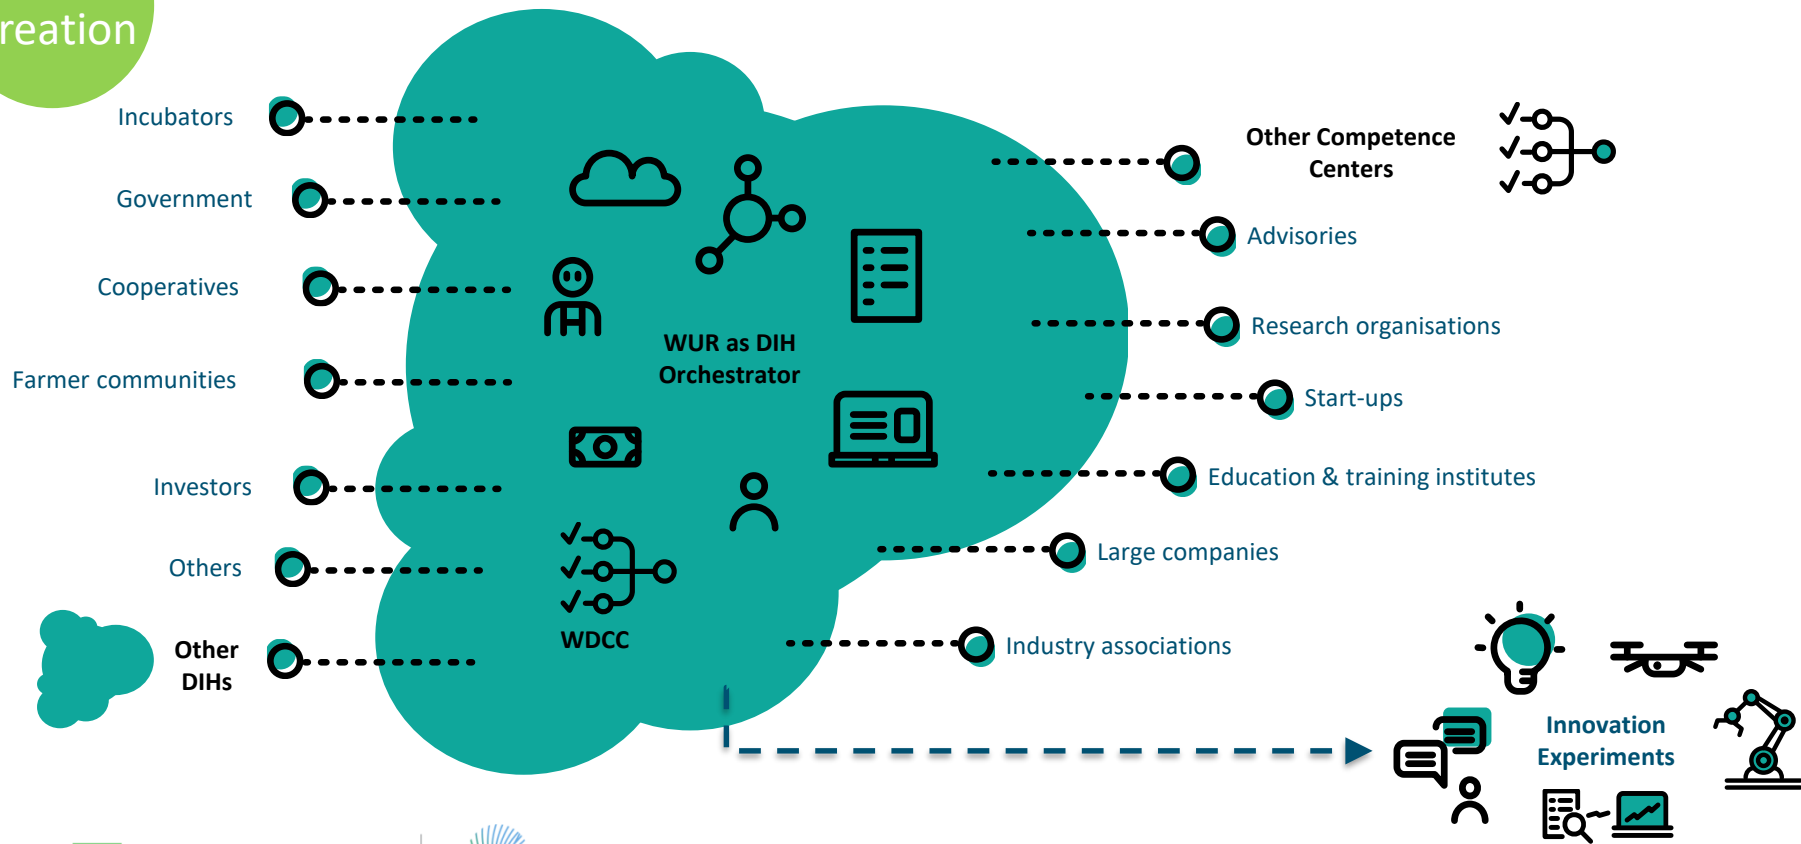 reation
Incubators
Government
Cooperatives
Farmer communities
Investors
Others
Other
DIHs
WUR as DIH
Orchestrator
WDCC
Other Competence
Centers
Advisories
Research organisations
Start-ups
Education & training institutes
Large companies
Industry associations
Innovation
Experiments